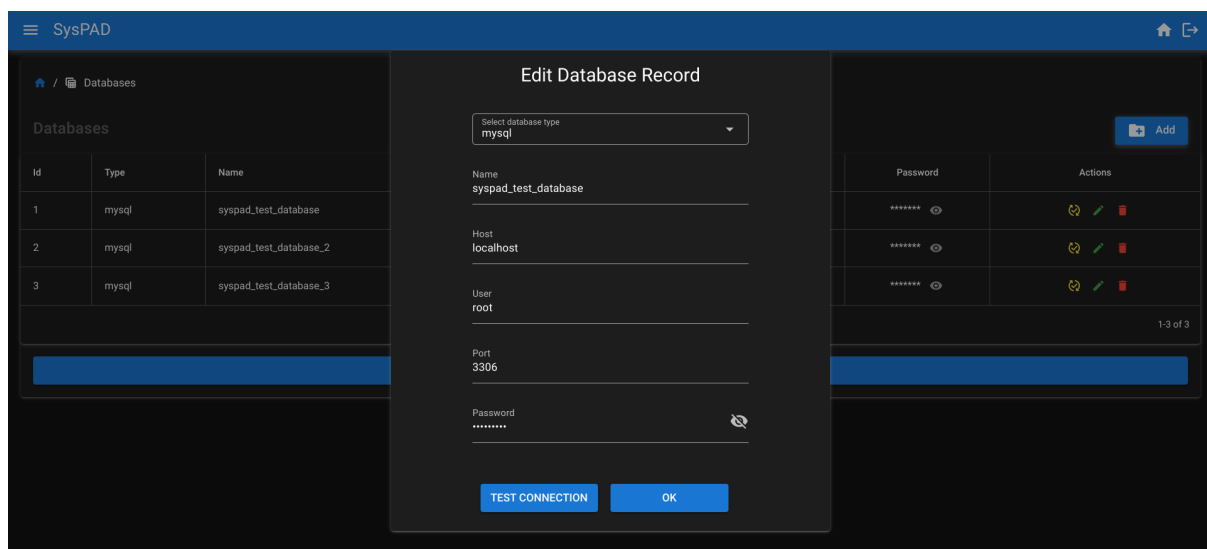 SysPAD
Edit Database Record
/ Databases
Databases
Add
Select database type
mysql
Name
syspad_test_database
Host
localhost
User
root
Port
3306
Password
•••••••••
TEST CONNECTION
OK
Id Type Name Password Actions
1 mysql syspad_test_database *******
2 mysql syspad_test_database_2 *******
3 mysql syspad_test_database_3 *******
1-3 of 3